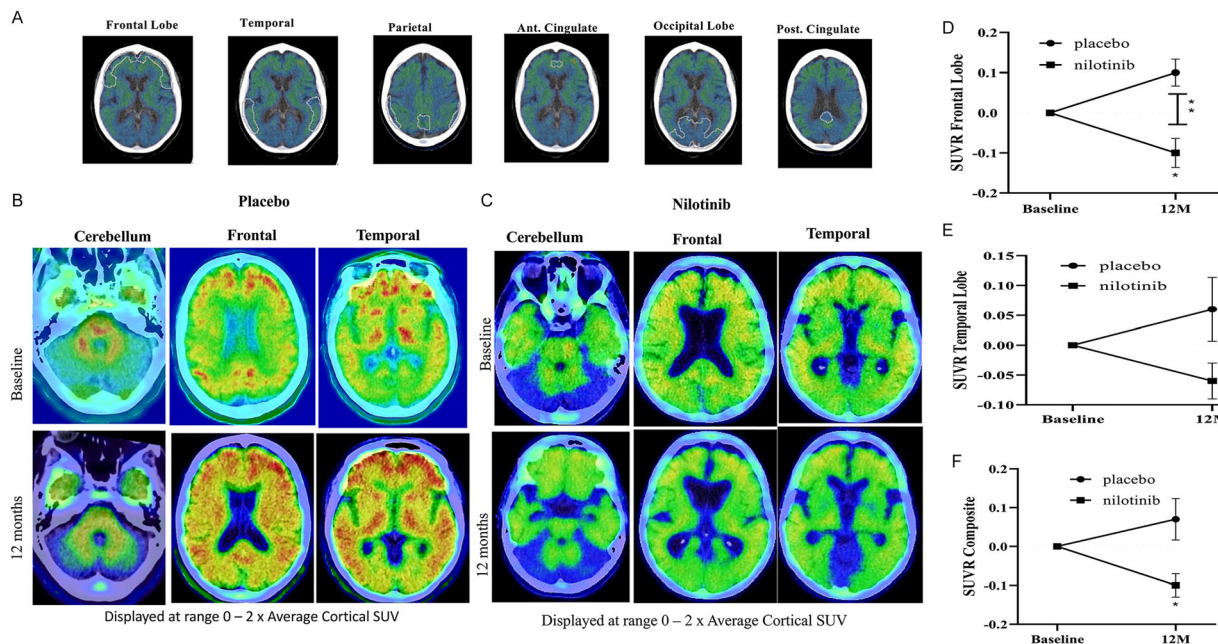 A
Frontal Lobe
Temporal
Parietal
Ant. Cingulate
Occipital Lobe
Post. Cingulate
B
Placebo
Cerebellum
Frontal
Temporal
Baseline
12 months
Displayed at range 0 – 2 x Average Cortical SUV
C
Nilotinib
Cerebellum
Frontal
Temporal
Baseline
12 months
Displayed at range 0 – 2 x Average Cortical SUV
D
SUVR Frontal Lobe
0.2
0.1
0.0
-0.1
-0.2
placebo
nilotinib
**
*
Baseline
12M
E
SUVR Temporal Lobe
0.15
0.10
0.05
0.00
-0.05
-0.10
placebo
nilotinib
Baseline
12M
F
SUVR Composite
0.2
0.1
0.0
-0.1
-0.2
placebo
nilotinib
*
Baseline
12M